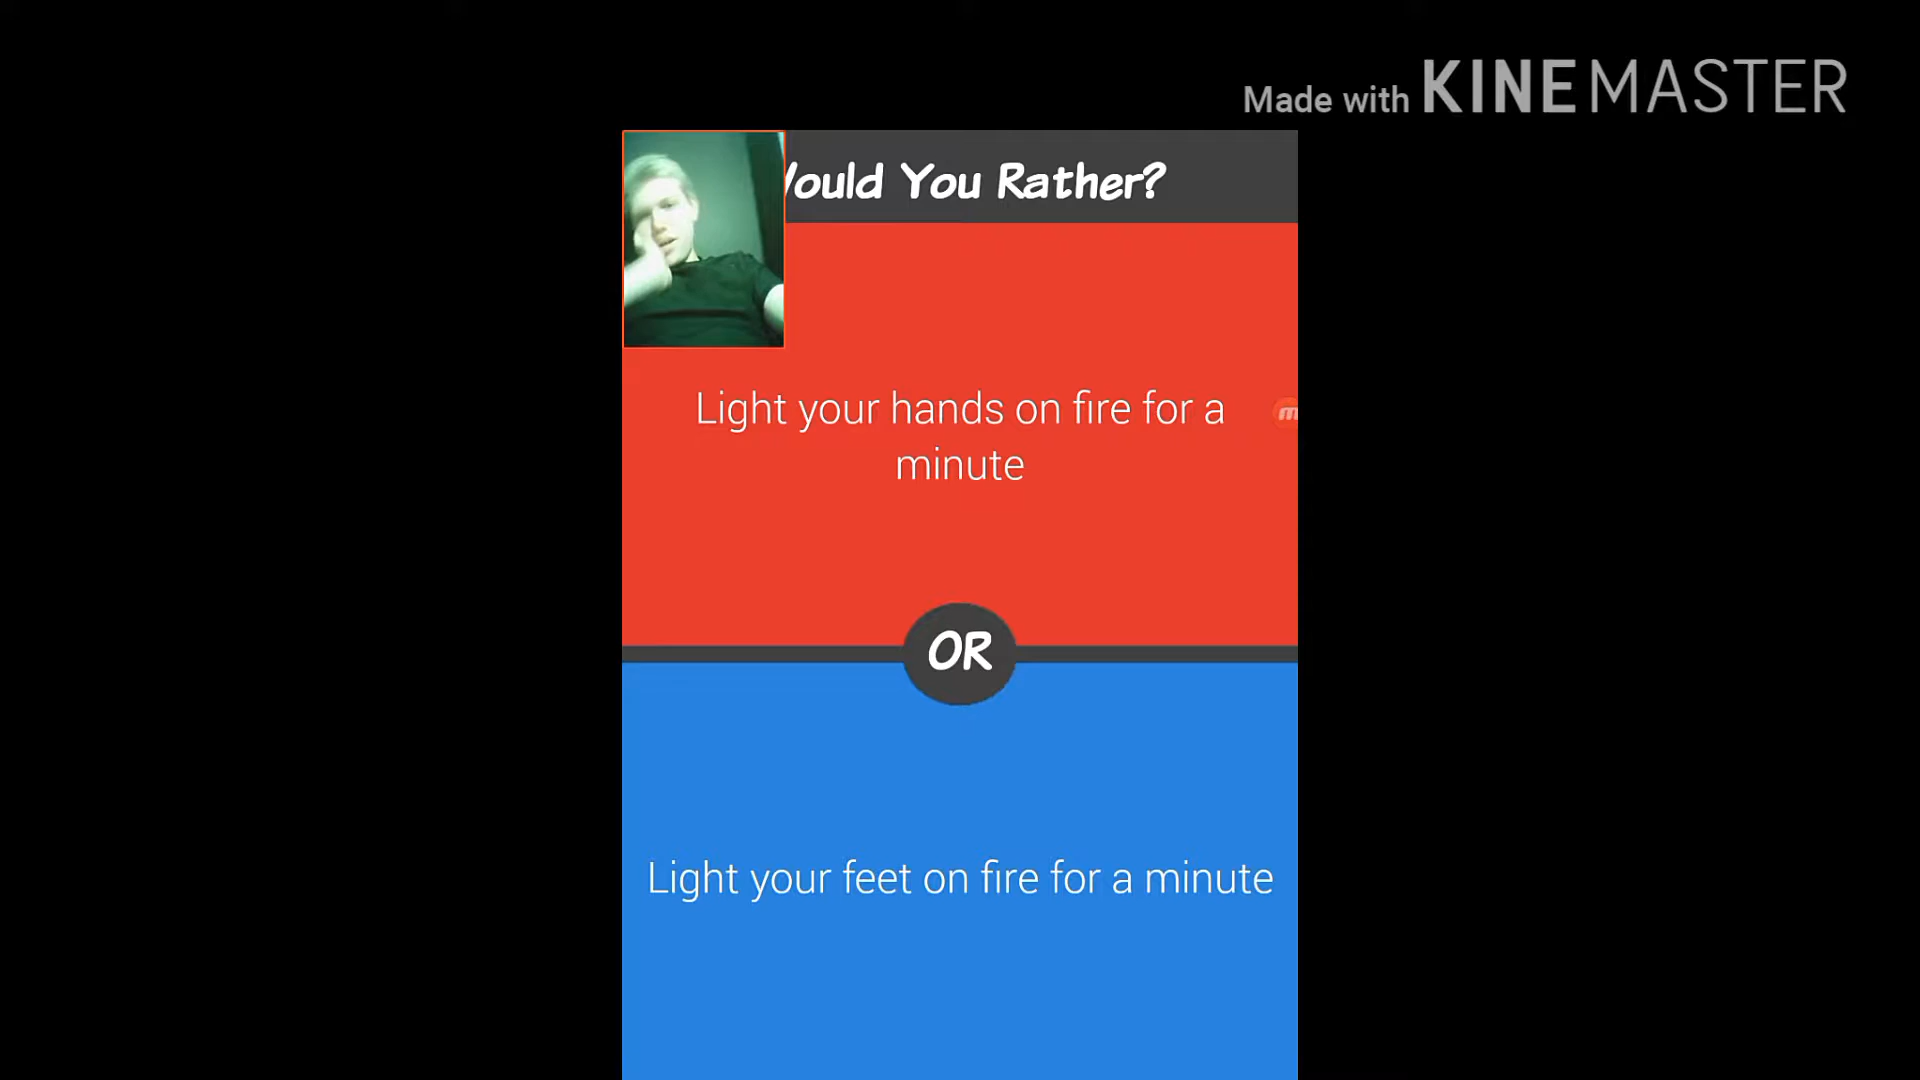 Made with KINEMASTER
Would You Rather?
Light your hands on fire for a
minute
m
OR
Light your feet on fire for a minute